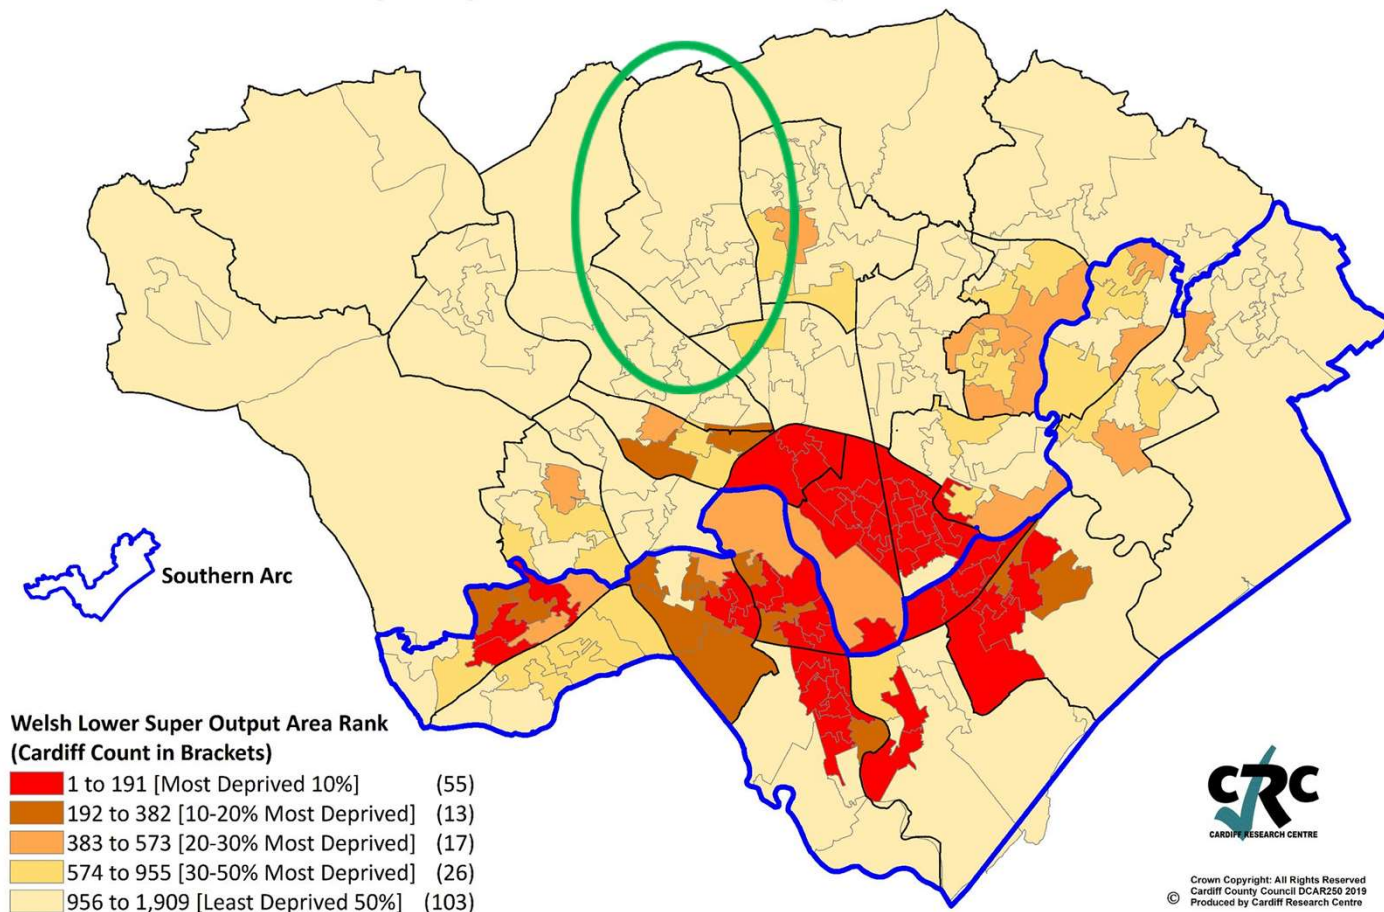 Southern Arc
Welsh Lower Super Output Area Rank
(Cardiff Count in Brackets)
1 to 191 [Most Deprived 10%] (55)
192 to 382 [10-20% Most Deprived] (13)
383 to 573 [20-30% Most Deprived] (17)
574 to 955 [30-50% Most Deprived] (26)
956 to 1,909 [Least Deprived 50%] (103)
CRC
CARDIFF RESEARCH CENTRE
Crown Copyright: All Rights Reserved
Cardiff County Council DCAR250 2019
© Produced by Cardiff Research Centre